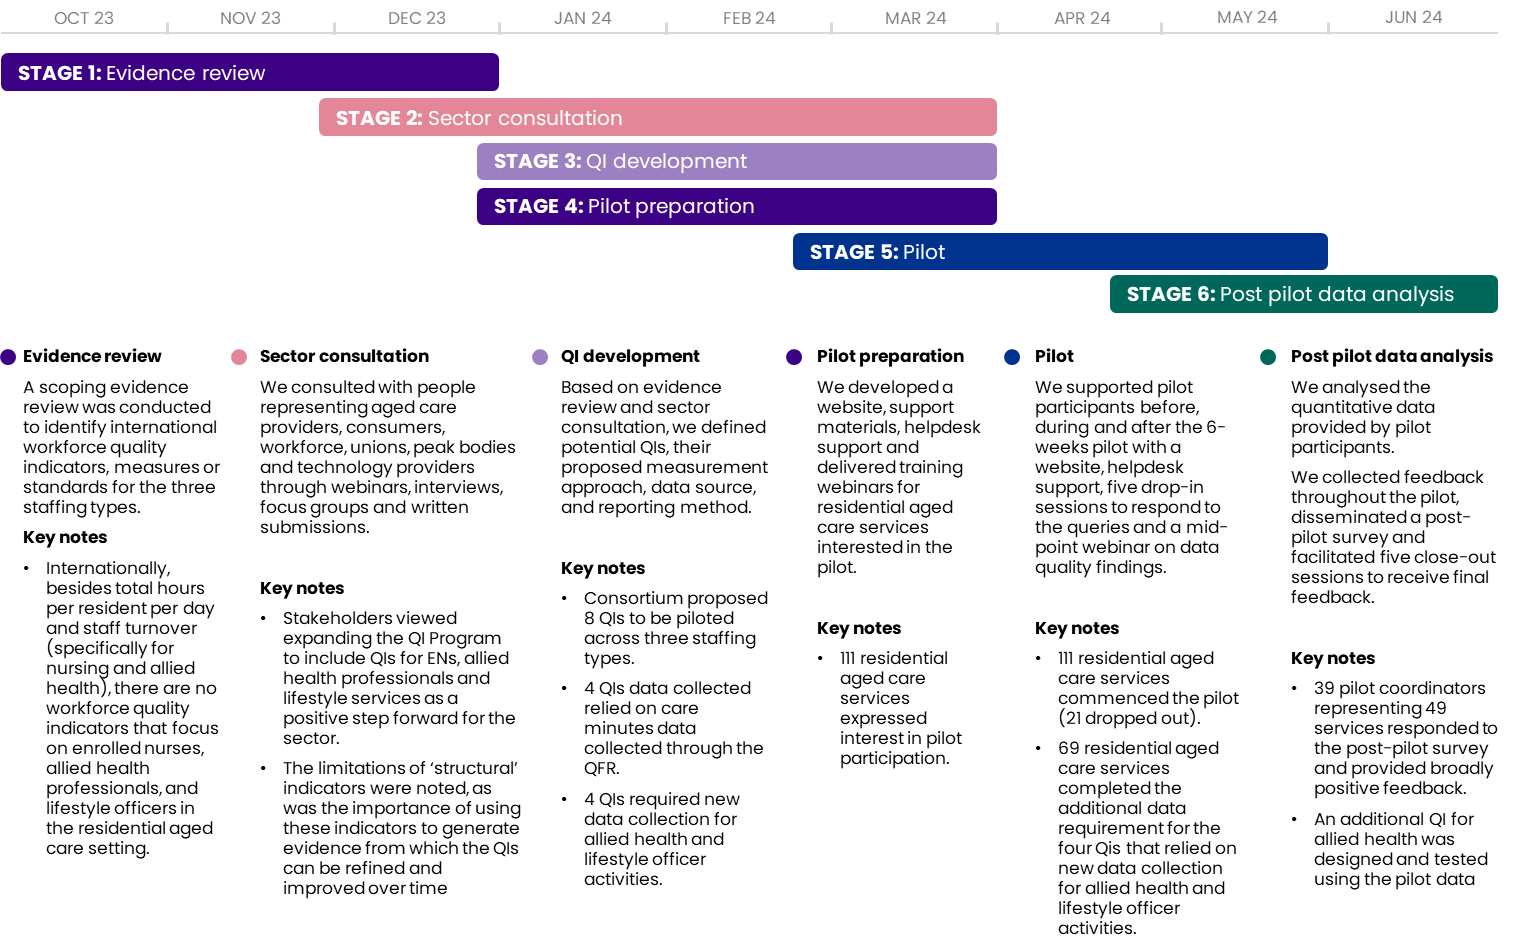 OCT 23
NOV 23
DEC 23
JAN 24
FEB 24
MAR 24
APR 24
MAY 24
JUN 24
STAGE 1: Evidence review
STAGE 2: Sector consultation
STAGE 3: QI development
STAGE 4: Pilot preparation
STAGE 5: Pilot
STAGE 6: Post pilot data analysis
Evidence review
A scoping evidence
review was conducted
to identify international
workforce quality
indicators, measures or
standards for the three
staffing types.
Key notes
• Internationally,
besides total hours
per resident per day
and staff turnover
(specifically for
nursing and allied
health), there are no
workforce quality
indicators that focus
on enrolled nurses,
allied health
professionals, and
lifestyle officers in
the residential aged
care setting.
Sector consultation
We consulted with people
representing aged care
providers, consumers,
workforce, unions, peak bodies
and technology providers
through webinars, interviews,
focus groups and written
submissions.
Key notes
• Stakeholders viewed
expanding the QI Program
to include QIs for ENs, allied
health professionals and
lifestyle services as a
positive step forward for the
sector.
• The limitations of ‘structural’
indicators were noted, as
was the importance of using
these indicators to generate
evidence from which the QIs
can be refined and
improved over time
QI development
Based on evidence
review and sector
consultation, we defined
potential QIs, their
proposed measurement
approach, data source,
and reporting method.
Key notes
• Consortium proposed
8 QIs to be piloted
across three staffing
types.
• 4 QIs data collected
relied on care
minutes data
collected through the
QFR.
• 4 QIs required new
data collection for
allied health and
lifestyle officer
activities.
Pilot preparation
We developed a
website, support
materials, helpdesk
support and
delivered training
webinars for
residential aged
care services
interested in the
pilot.
Key notes
• 111 residential
aged care
services
expressed
interest in pilot
participation.
Pilot
We supported pilot
participants before,
during and after the 6-
weeks pilot with a
website, helpdesk
support, five drop-in
sessions to respond to
the queries and a mid-
point webinar on data
quality findings.
Key notes
• 111 residential aged
care services
commenced the pilot
(21 dropped out).
• 69 residential aged
care services
completed the
additional data
requirement for the
four Qis that relied on
new data collection
for allied health and
lifestyle officer
activities.
Post pilot data analysis
We analysed the
quantitative data
provided by pilot
participants.
We collected feedback
throughout the pilot,
disseminated a post-
pilot survey and
facilitated five close-out
sessions to receive final
feedback.
Key notes
• 39 pilot coordinators
representing 49
services responded to
the post-pilot survey
and provided broadly
positive feedback.
• An additional QI for
allied health was
designed and tested
using the pilot data